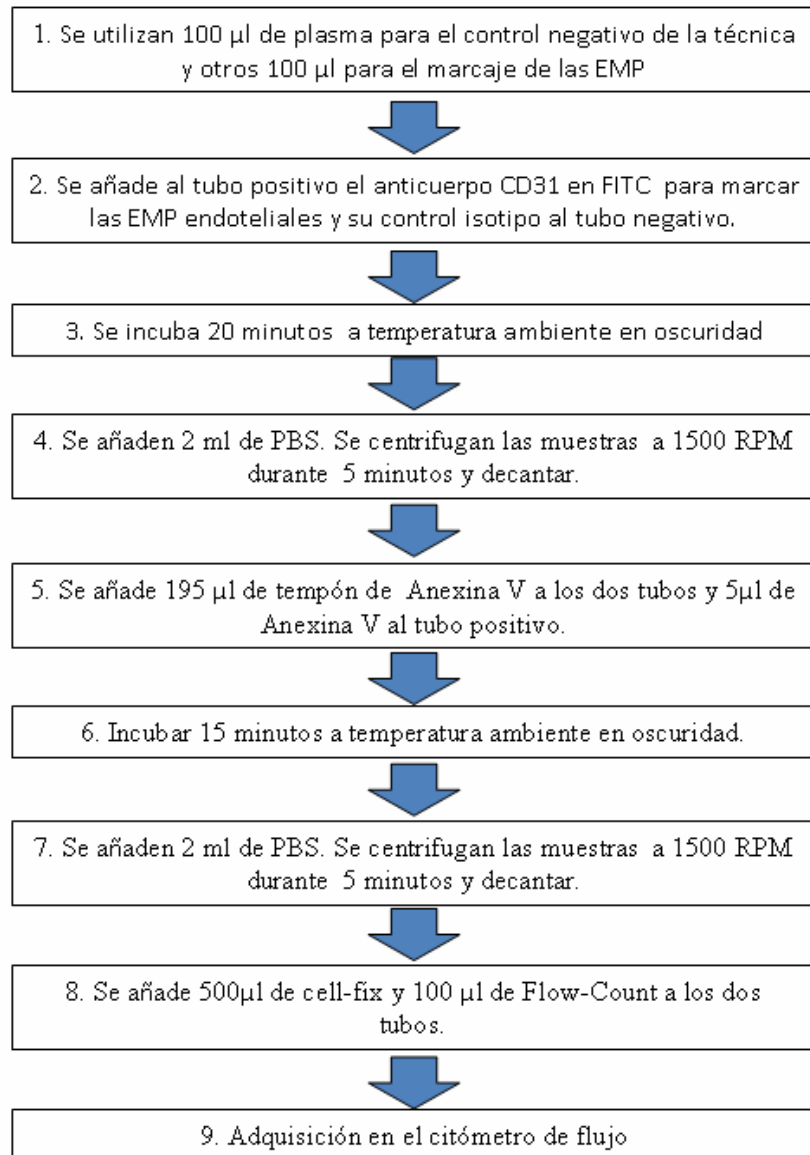 1. Se utilizan 100 µl de plasma para el control negativo de la técnica
y otros 100 µl para el marcaje de las EMP
2. Se añade al tubo positivo el anticuerpo CD31 en FITC para marcar
las EMP endoteliales y su control isotipo al tubo negativo.
3. Se incuba 20 minutos a temperatura ambiente en oscuridad
4. Se añaden 2 ml de PBS. Se centrifugan las muestras a 1500 RPM
durante 5 minutos y decantar.
5. Se añade 195 µl de tempón de Anexina V a los dos tubos y 5µl de
Anexina V al tubo positivo.
6. Incubar 15 minutos a temperatura ambiente en oscuridad.
7. Se añaden 2 ml de PBS. Se centrifugan las muestras a 1500 RPM
durante 5 minutos y decantar.
8. Se añade 500µl de cell-fix y 100 µl de Flow-Count a los dos
tubos.
9. Adquisición en el citómetro de flujo